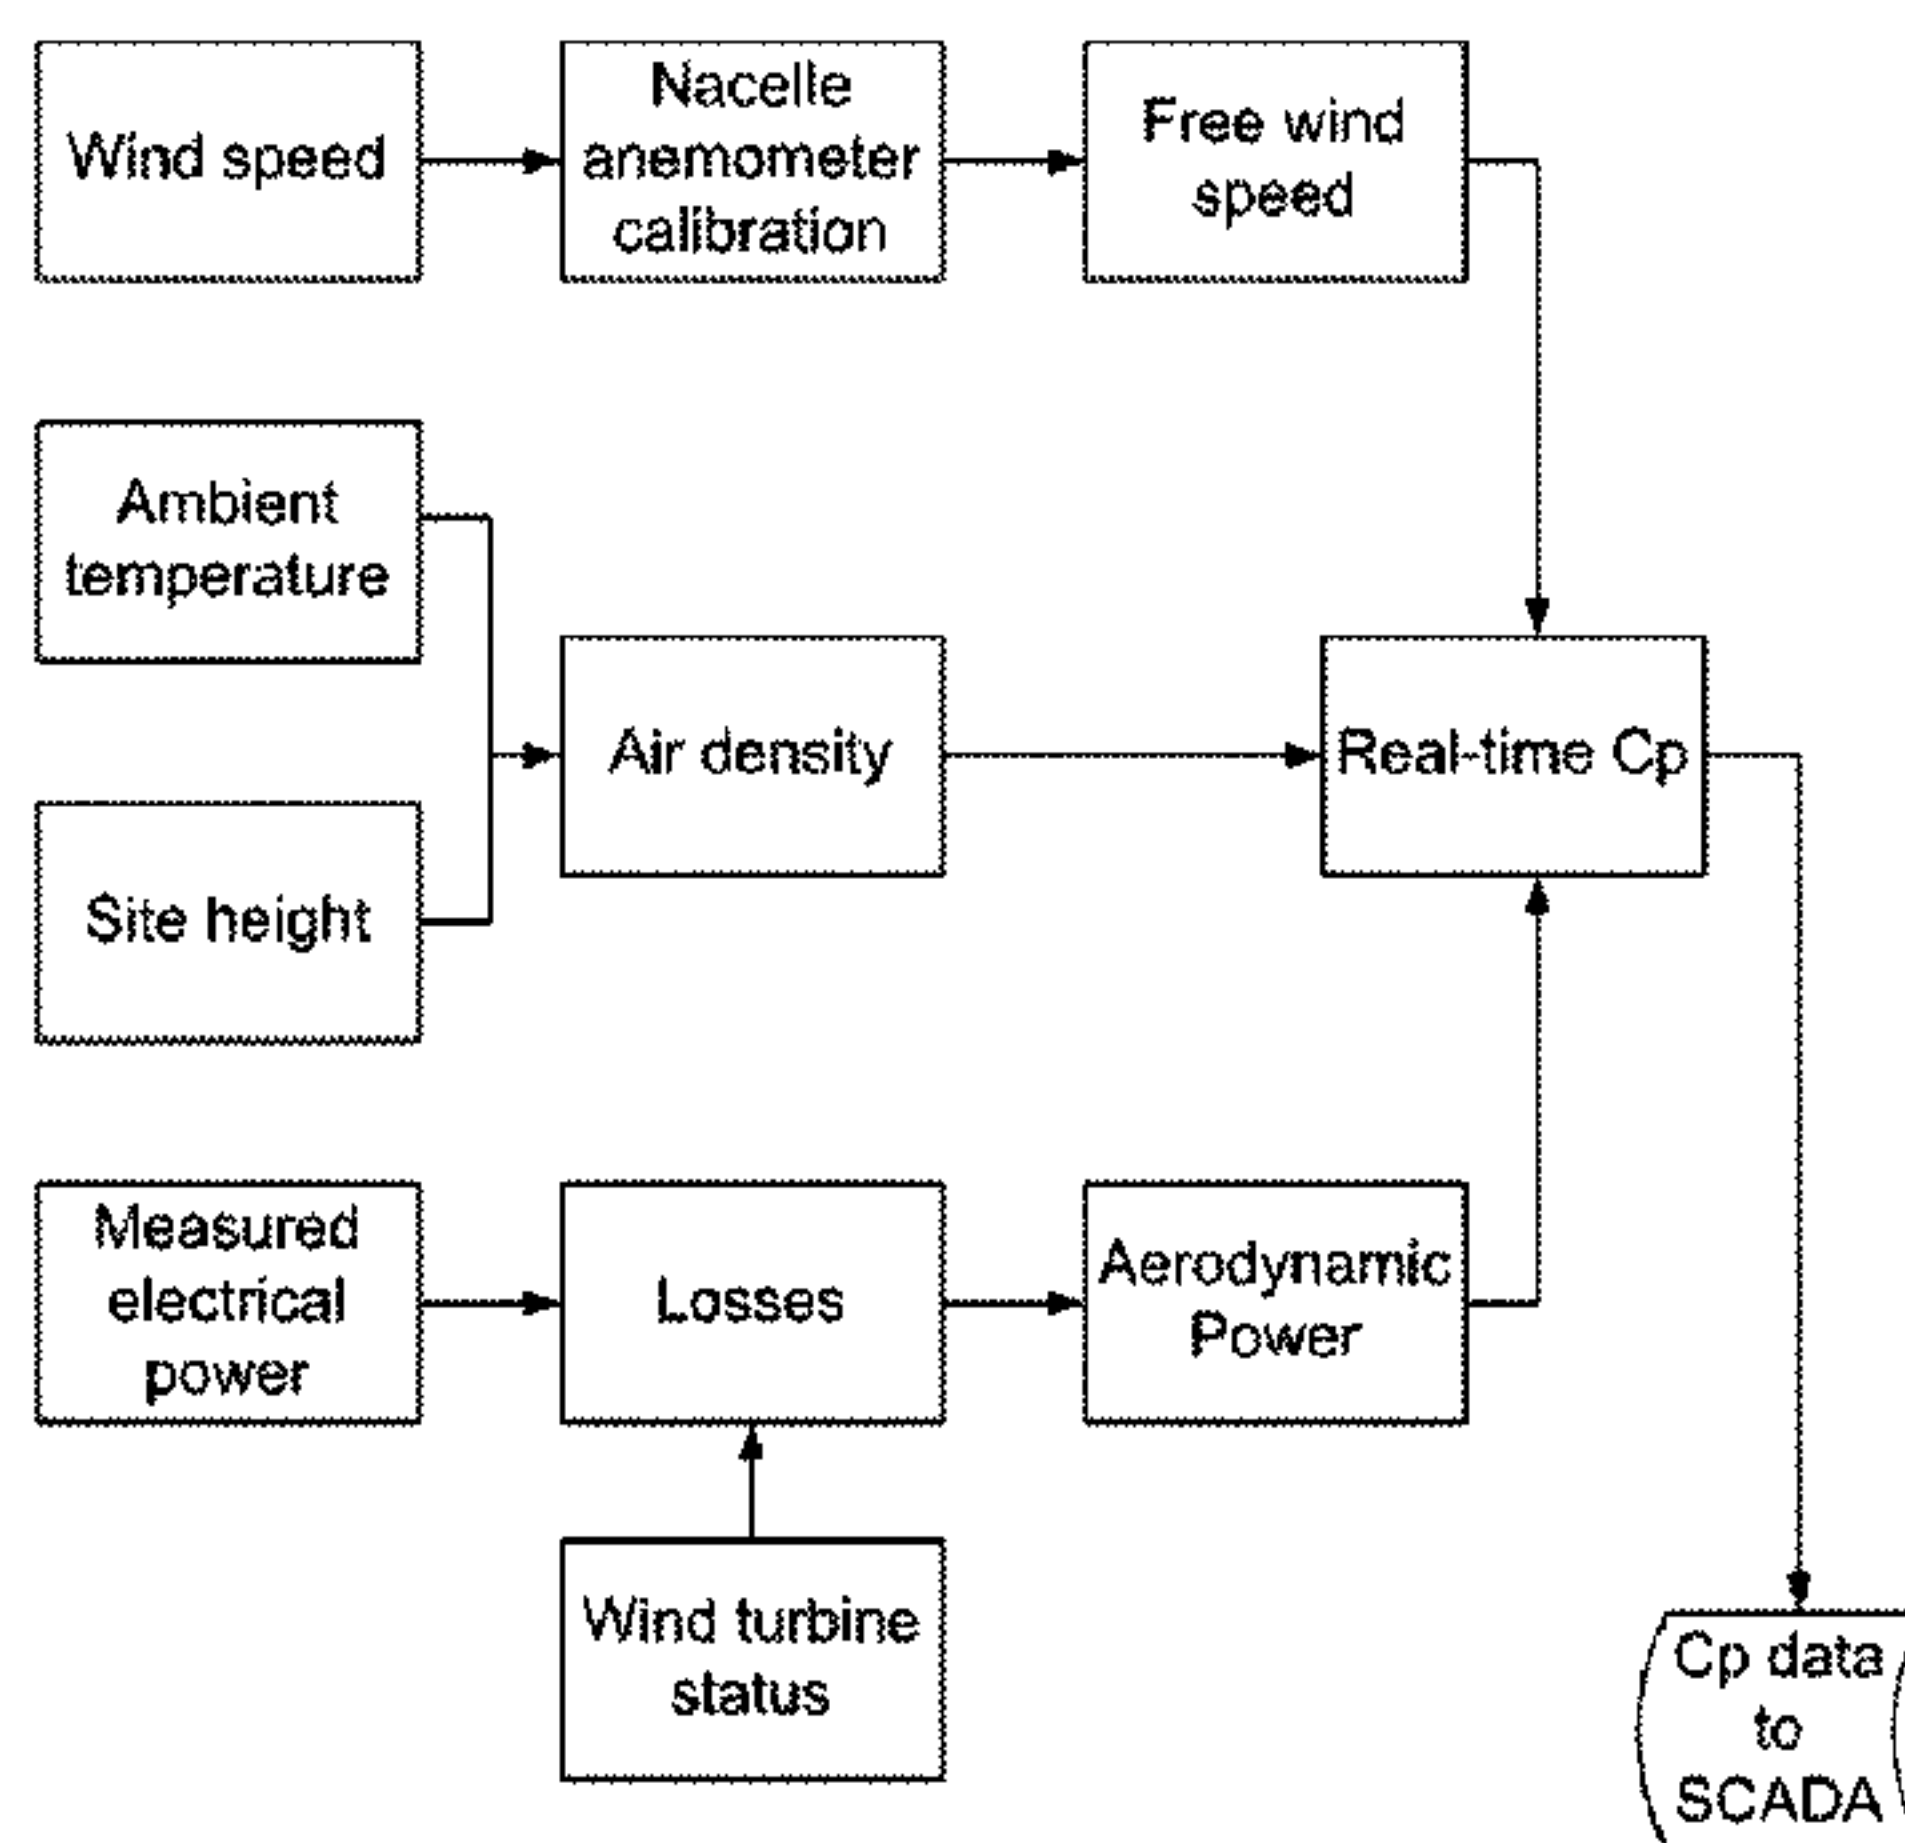 Wind speed
Nacelle
anemometer
calibration
Free wind
speed
Ambient
temperature
Air density
Real-time Cp
Site height
Measured
electrical
power
Losses
Aerodynamic
Power
Wind turbine
status
Cp data
to
SCADA